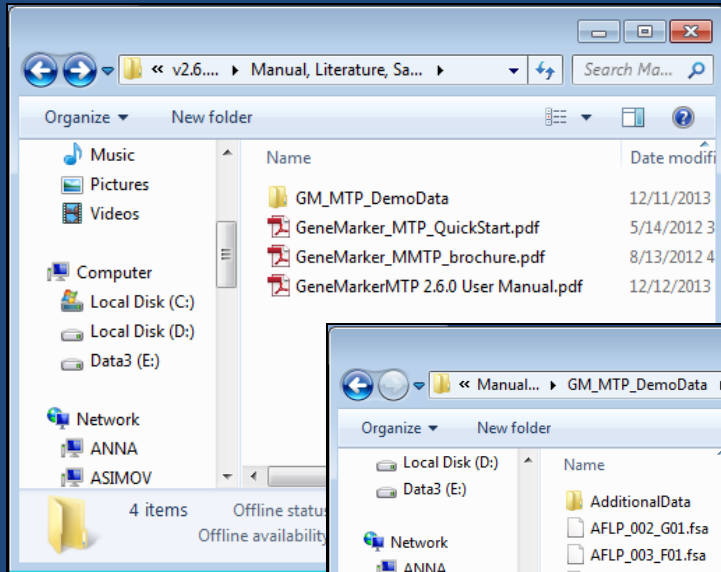 « v2.6.... ▸ Manual, Literature, Sa... ▸ Search Ma...
Organize ▾ New folder
Music
Pictures
Videos
Computer
Local Disk (C:)
Local Disk (D:)
Data3 (E:)
Network
ANNA
ASIMOV
Name Date modifi
GM_MTP_DemoData 12/11/2013
GeneMarker_MTP_QuickStart.pdf 5/14/2012 3
GeneMarker_MMTP_brochure.pdf 8/13/2012 4
GeneMarkerMTP 2.6.0 User Manual.pdf 12/12/2013
4 items Offline status
Offline availability
« Manual... ▸ GM_MTP_DemoData
Organize ▾ New folder
Local Disk (D:)
Data3 (E:)
Network
ANNA
Name
AdditionalData
AFLP_002_G01.fsa
AFLP_003_F01.fsa